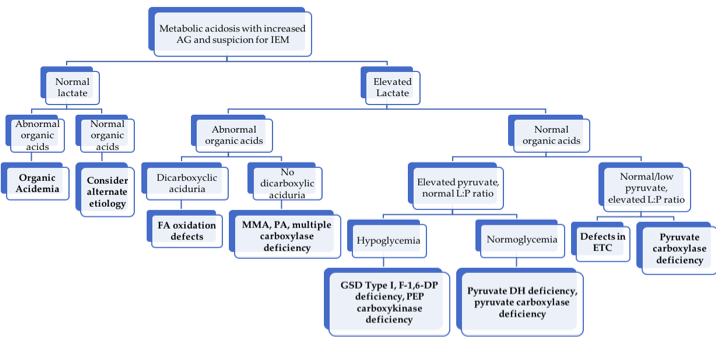 Metabolic acidosis with increased
AG and suspicion for IEM
Normal
lactate
Elevated
Lactate
Abnormal
organic
acids
Normal
organic
acids
Abnormal
organic acids
Normal
organic acids
Organic
Acidemia
Consider
alternate
etiology
Dicarboxyclic
aciduria
No
dicarboxylic
aciduria
Elevated pyruvate,
normal L:P ratio
Normal/low
pyruvate,
elevated L:P ratio
FA oxidation
defects
MMA, PA, multiple
carboxylase
deficiency
Hypoglycemia
Normoglycemia
Defects in
ETC
Pyruvate
carboxylase
deficiency
GSD Type I, F-1,6-DP
deficiency, PEP
carboxykinase
deficiency
Pyruvate DH deficiency,
pyruvate carboxylase
deficiency